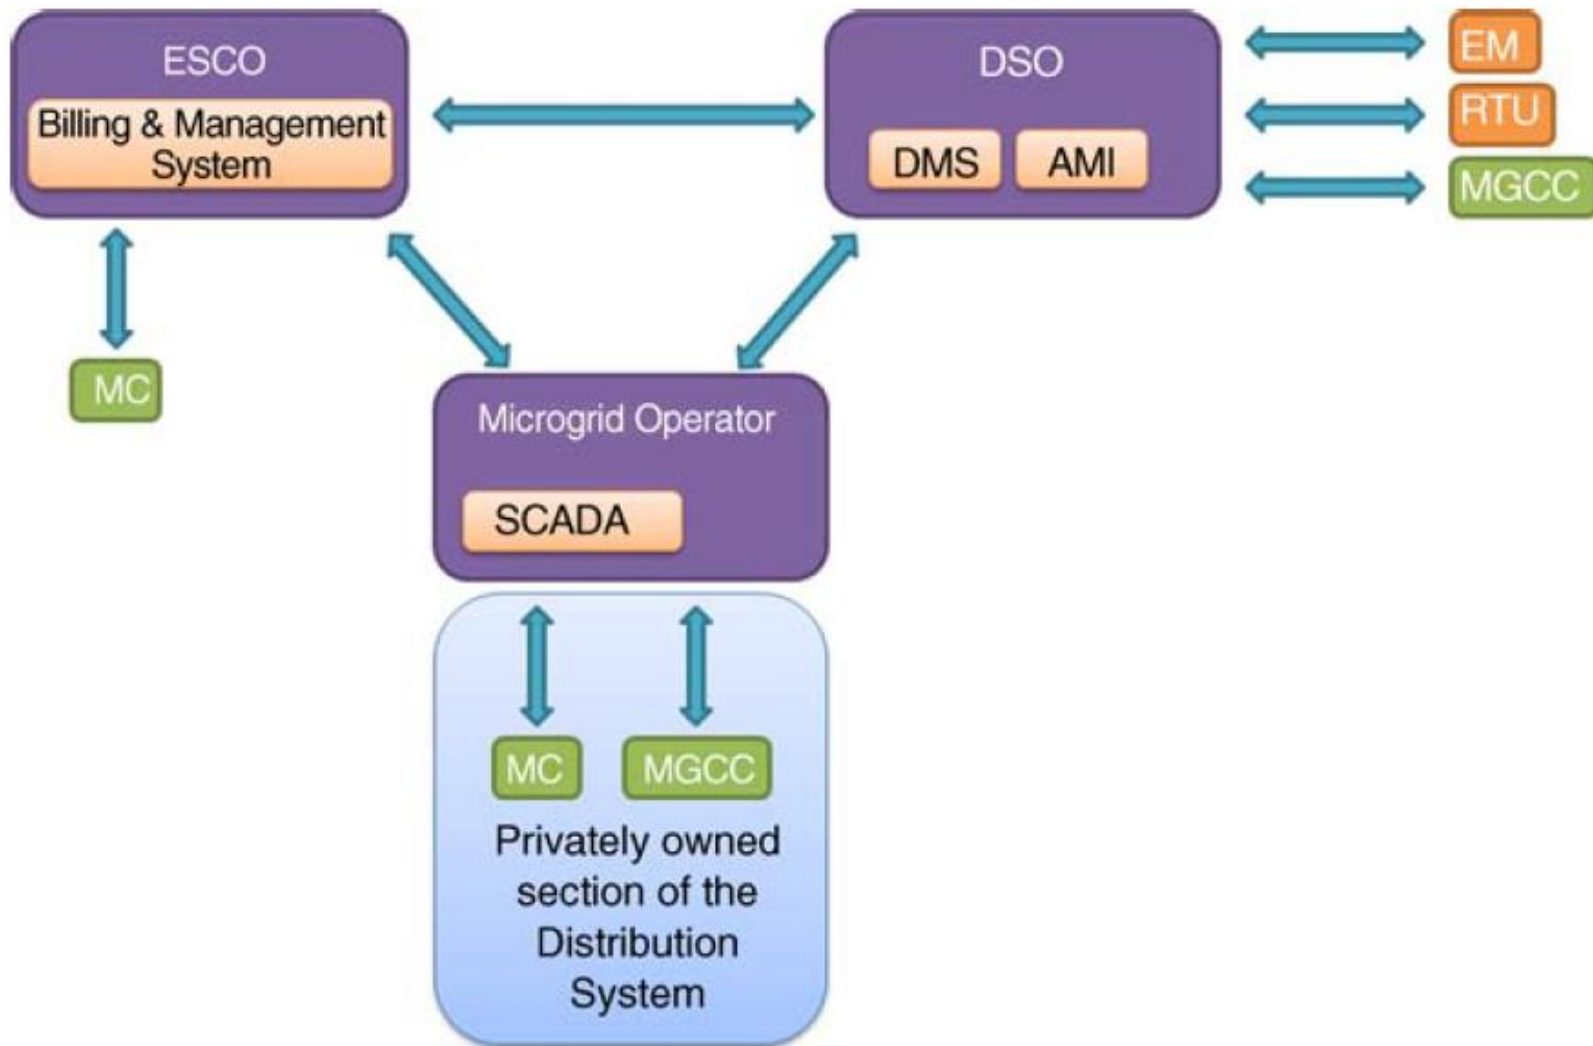 ESCO
Billing & Management
System
DSO
DMS
AMI
EM
RTU
MGCC
MC
Microgrid Operator
SCADA
MC
MGCC
Privately owned
section of the
Distribution
System